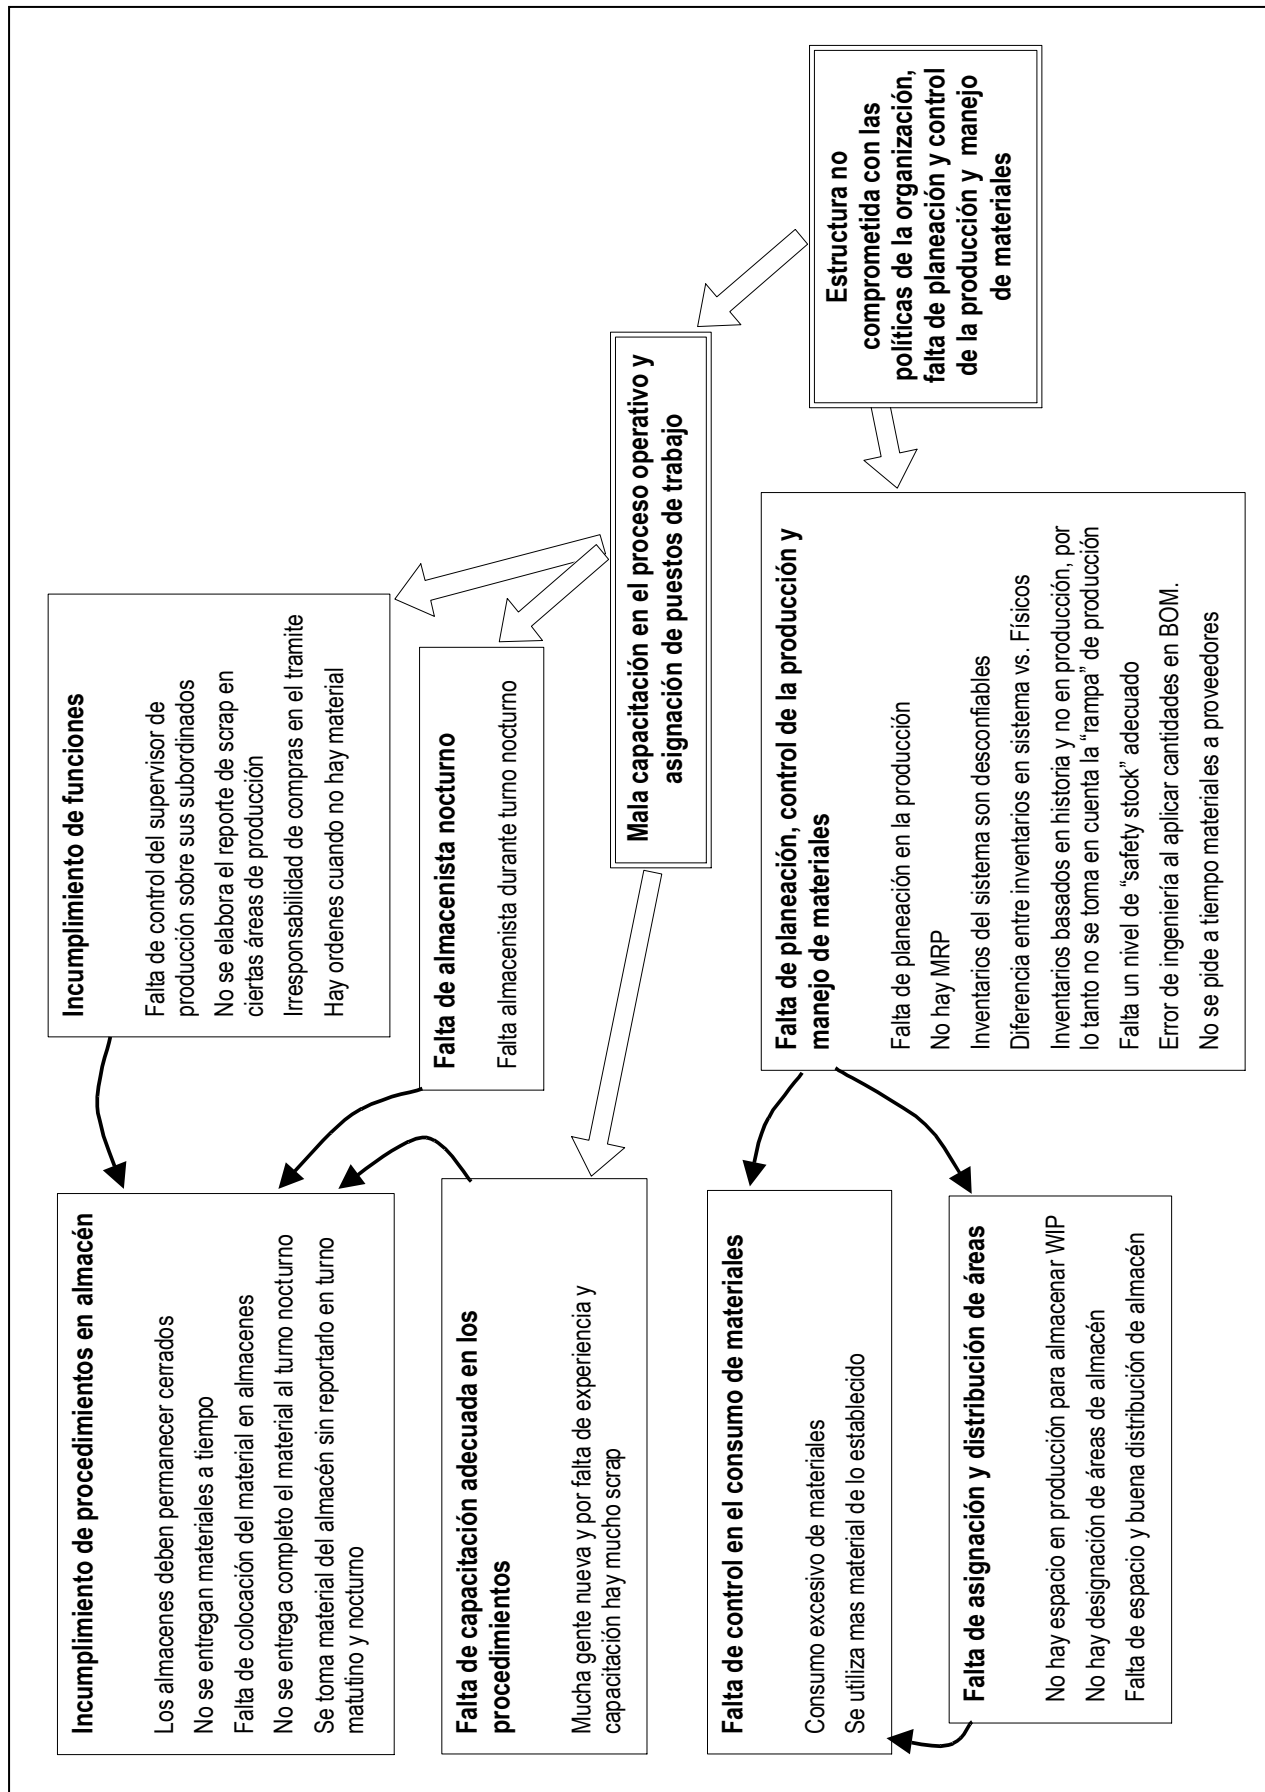 Incumplimiento de procedimientos en almacén
Los almacenes deben permanecer cerrados
No se entregan materiales a tiempo
Falta de colocación del material en almacenes
No se entrega completo el material al turno nocturno
Se toma material del almacén sin reportarlo en turno
matutino y nocturno
Incumplimiento de funciones
Falta de control del supervisor de
producción sobre sus subordinados
No se elabora el reporte de scrap en
ciertas áreas de producción
Irresponsabilidad de compras en el tramite
Hay ordenes cuando no hay material
Falta de almacenista nocturno
Falta almacenista durante turno nocturno
Falta de capacitación adecuada en los
procedimientos
Mucha gente nueva y por falta de experiencia y
capacitación hay mucho scrap
Mala capacitación en el proceso operativo y
asignación de puestos de trabajo
Falta de control en el consumo de materiales
Consumo excesivo de materiales
Se utiliza mas material de lo establecido
Falta de planeación, control de la producción y
manejo de materiales
Falta de planeación en la producción
No hay MRP
Inventarios del sistema son desconfiables
Diferencia entre inventarios en sistema vs. Físicos
Inventarios basados en historia y no en producción, por
lo tanto no se toma en cuenta la “rampa” de producción
Falta un nivel de “safety stock” adecuado
Error de ingeniería al aplicar cantidades en BOM.
No se pide a tiempo materiales a proveedores
Estructura no
comprometida con las
políticas de la organización,
falta de planeación y control
de la producción y manejo
de materiales
Falta de asignación y distribución de áreas
No hay espacio en producción para almacenar WIP
No hay designación de áreas de almacén
Falta de espacio y buena distribución de almacén